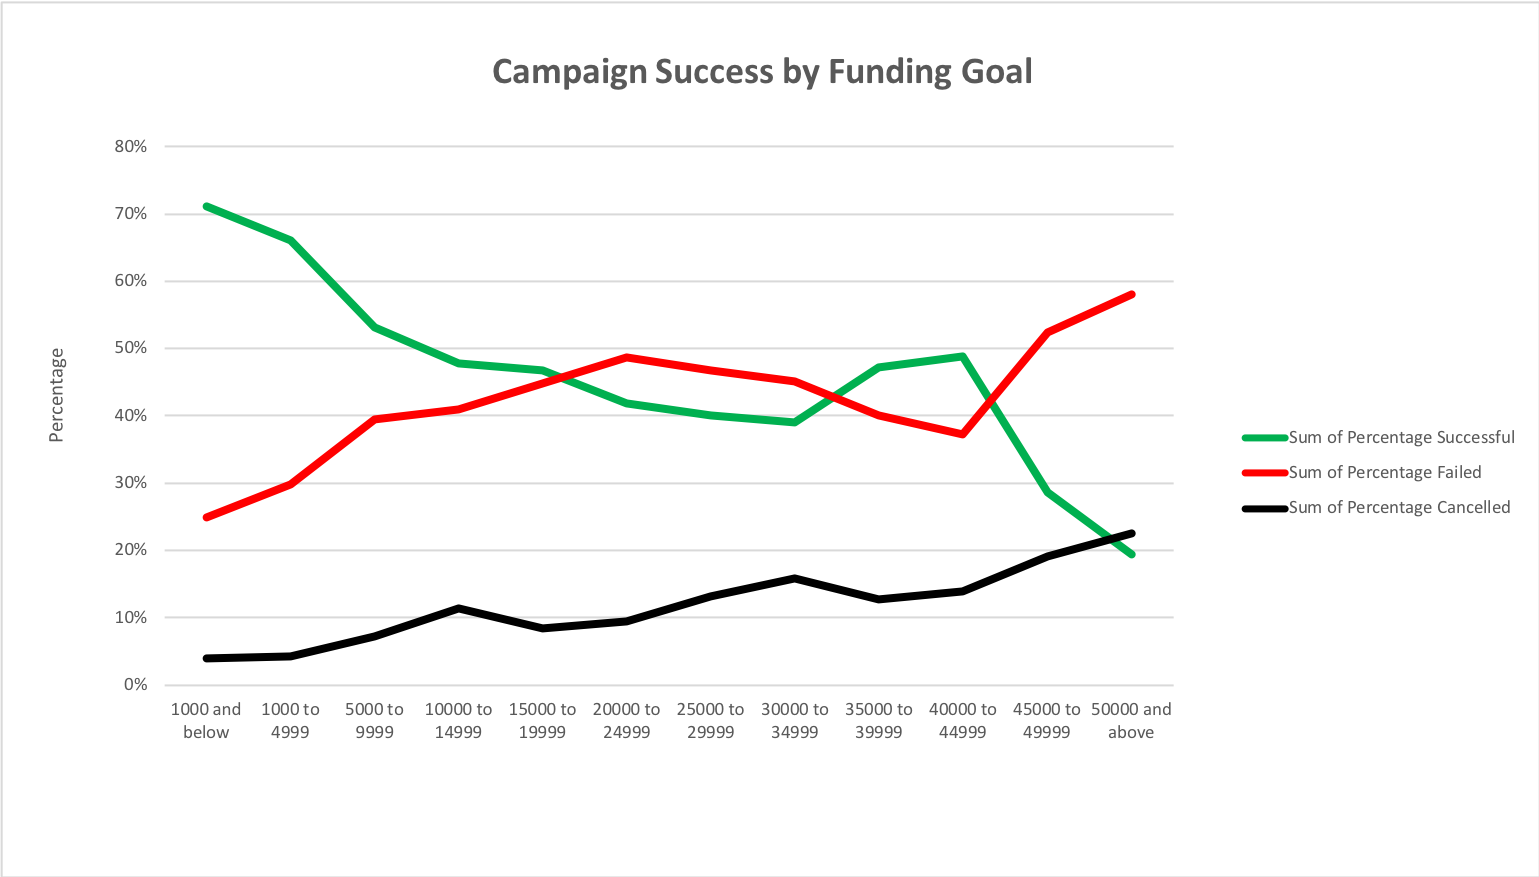 Campaign Success by Funding Goal
80%
70%
60%
50%
40%
30%
20%
10%
0%
Percentage
1000 and below
1000 to 4999
5000 to 9999
10000 to 14999
15000 to 19999
20000 to 24999
25000 to 29999
30000 to 34999
35000 to 39999
40000 to 44999
45000 to 49999
50000 and above
Sum of Percentage Successful
Sum of Percentage Failed
Sum of Percentage Cancelled